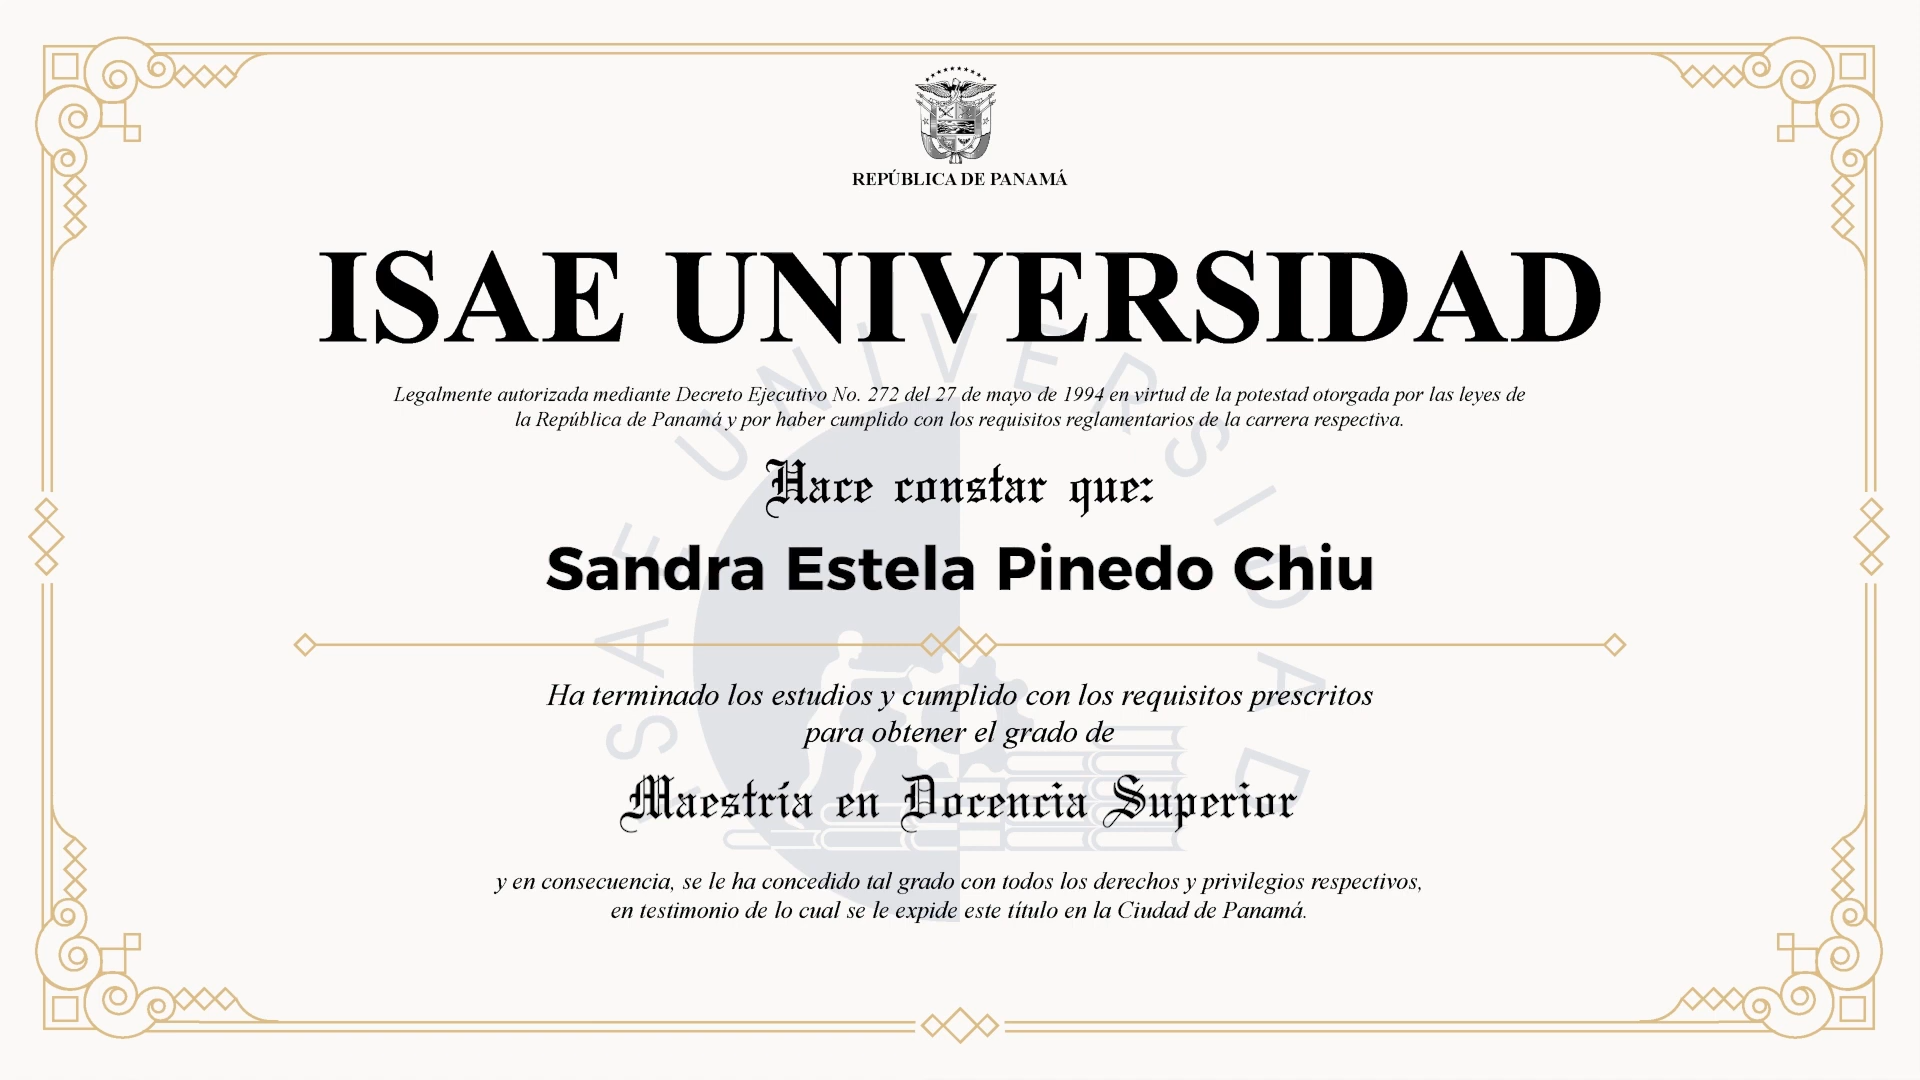 REPÚBLICA DE PANAMÁ
ISAE UNIVERSIDAD
Legalmente autorizada mediante Decreto Ejecutivo No. 272 del 27 de mayo de 1994 en virtud de la potestad otorgada por las leyes de
la República de Panamá y por haber cumplido con los requisitos reglamentarios de la carrera respectiva.
Hace constar que:
Sandra Estela Pinedo Chiu
Ha terminado los estudios y cumplido con los requisitos prescritos
para obtener el grado de
Maestría en Docencia Superior
y en consecuencia, se le ha concedido tal grado con todos los derechos y privilegios respectivos,
en testimonio de lo cual se le expide este título en la Ciudad de Panamá.
ISAE UNIVERSIDAD